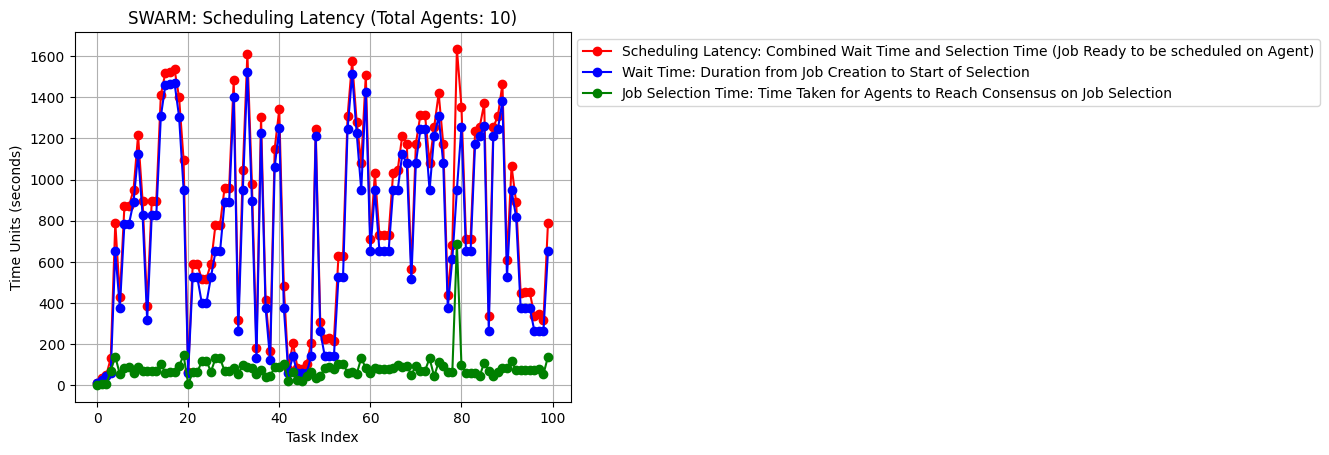 SWARM: Scheduling Latency (Total Agents: 10)
Scheduling Latency: Combined Wait Time and Selection Time (Job Ready to be scheduled on Agent)
Wait Time: Duration from Job Creation to Start of Selection
Job Selection Time: Time Taken for Agents to Reach Consensus on Job Selection
Time Units (seconds)
1600
1400
1200
1000
800
600
400
200
0
0 20 40 60 80 100
Task Index